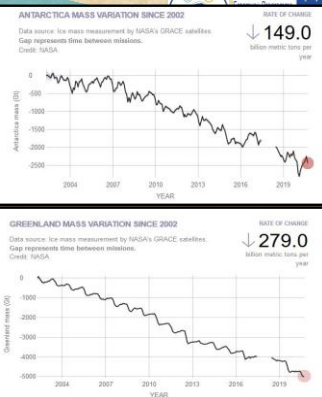 ANTARCTICA MASS VARIATION SINCE 2002
RATE OF CHANGE
Data source: Ice mass measurement by NASA's GRACE satellites.
Gap represents time between missions.
Credit: NASA
↓ 149.0
billion metric tons per
year
Antarctica mass (Gt)
0
-500
-1000
-1500
-2000
-2500
2004 2007 2010 2013 2016 2019
YEAR
GREENLAND MASS VARIATION SINCE 2002
RATE OF CHANGE
Data source: Ice mass measurement by NASA's GRACE satellites.
Gap represents time between missions.
Credit: NASA
↓ 279.0
billion metric tons per
year
Greenland mass (Gt)
0
-1000
-2000
-3000
-4000
-5000
2004 2007 2010 2013 2016 2019
YEAR